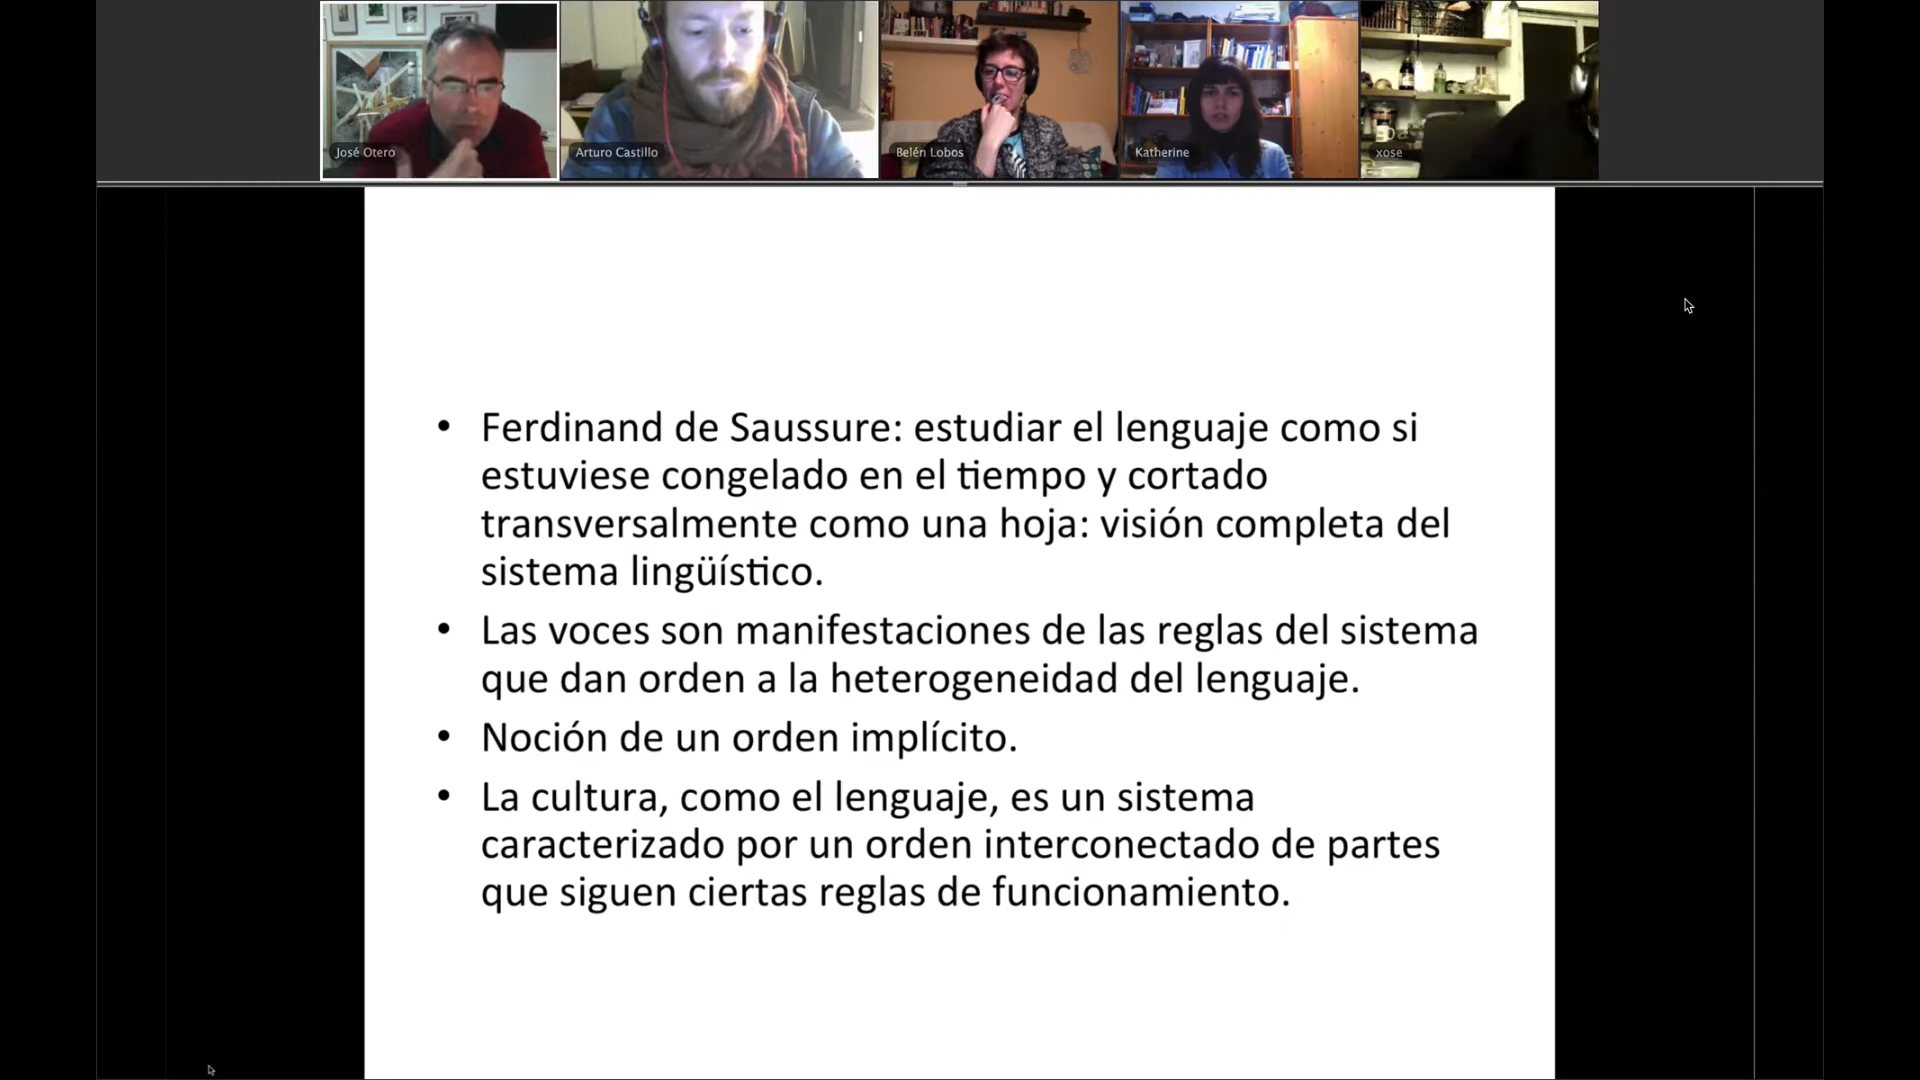 José Otero
Arturo Castillo
Belén Lobos
Katherine
xose
• Ferdinand de Saussure: estudiar el lenguaje como si
estuviese congelado en el tiempo y cortado
transversalmente como una hoja: visión completa del
sistema lingüístico.
• Las voces son manifestaciones de las reglas del sistema
que dan orden a la heterogeneidad del lenguaje.
• Noción de un orden implícito.
• La cultura, como el lenguaje, es un sistema
caracterizado por un orden interconectado de partes
que siguen ciertas reglas de funcionamiento.